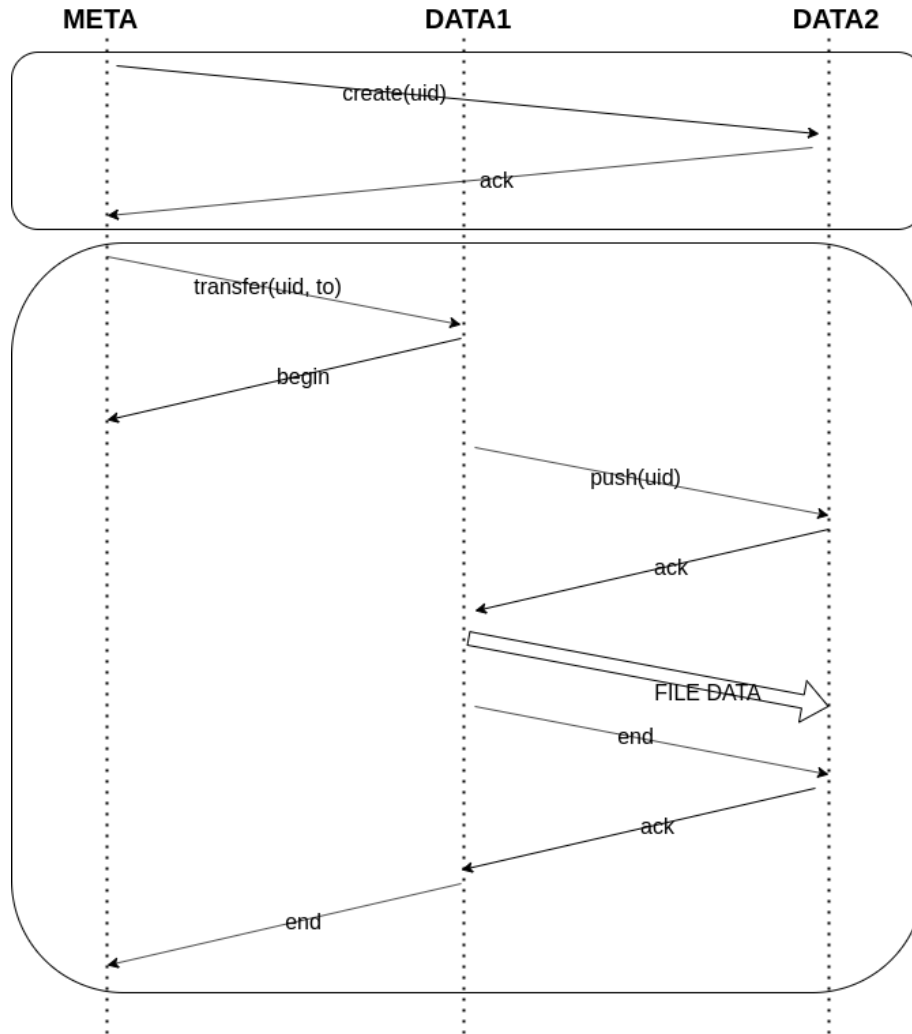 META DATA1 DATA2
create(uid)
ack
transfer(uid, to)
begin
push(uid)
ack
FILE DATA
end
ack
end